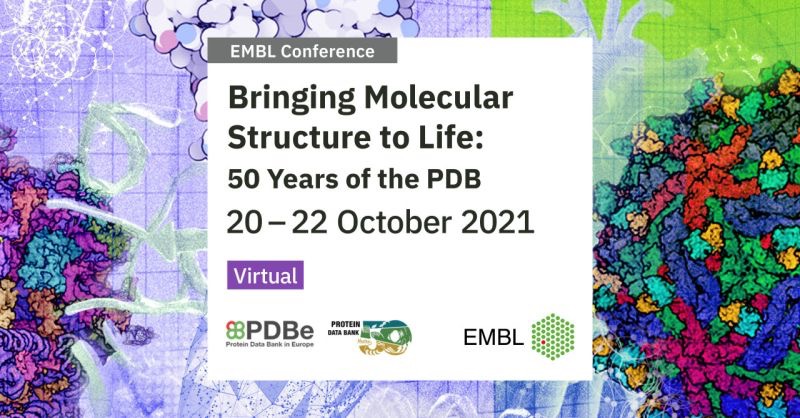 EMBL Conference
Bringing Molecular
Structure to Life:
50 Years of the PDB
20 – 22 October 2021
Virtual
PDBe
Protein Data Bank in Europe
PROTEIN
DATA BANK
EMBL